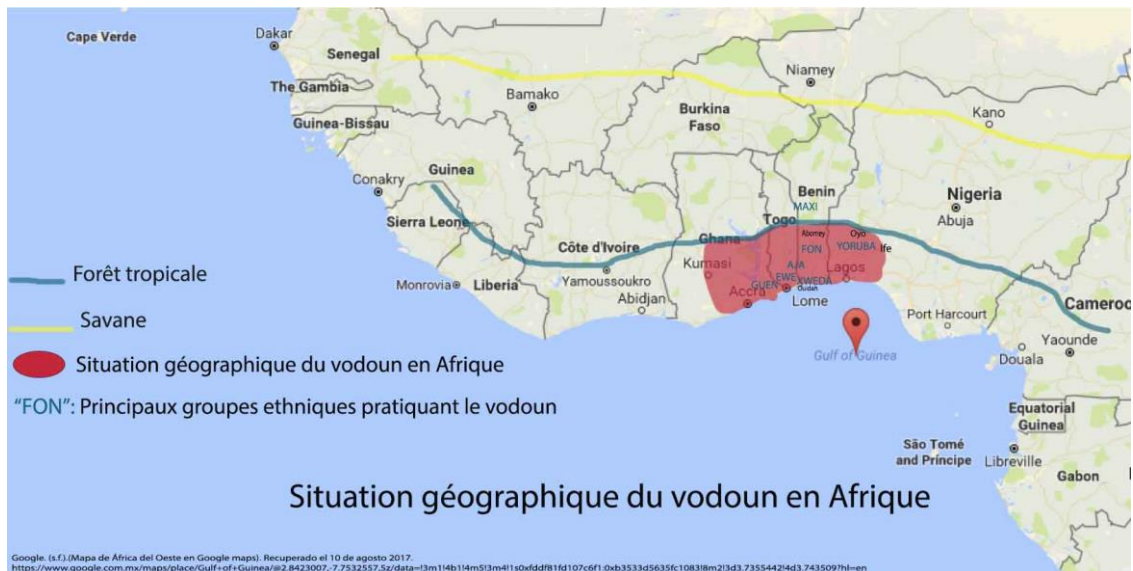 Cape Verde
Dakar
Senegal
The Gambia
Guinea-Bissau
Bamako
Niamey
Burkina
Faso
Kano
Guinea
Conakry
Sierra Leone
Monrovia
Liberia
Côte d'Ivoire
Yamoussoukro
Abidjan
Ghana
Kumasi
Accra
Togo
Benin
MAXI
Abomey
FON
AJA
EWE
GUEN
XWEDA
Ouidah
Lome
Oyo
YORUBA
Ife
Lagos
Nigeria
Abuja
Port Harcourt
Gulf of Guinea
Cameroo
Yaounde
Douala
Equatorial
Guinea
São Tomé
and Príncipe
Libreville
Gabon
Forêt tropicale
Savane
Situation géographique du vodoun en Afrique
“FON”: Principaux groupes ethniques pratiquant le vodoun
Situation géographique du vodoun en Afrique
Google. (s.f.).(Mapa de África del Oeste en Google maps). Recuperado el 10 de agosto 2017.